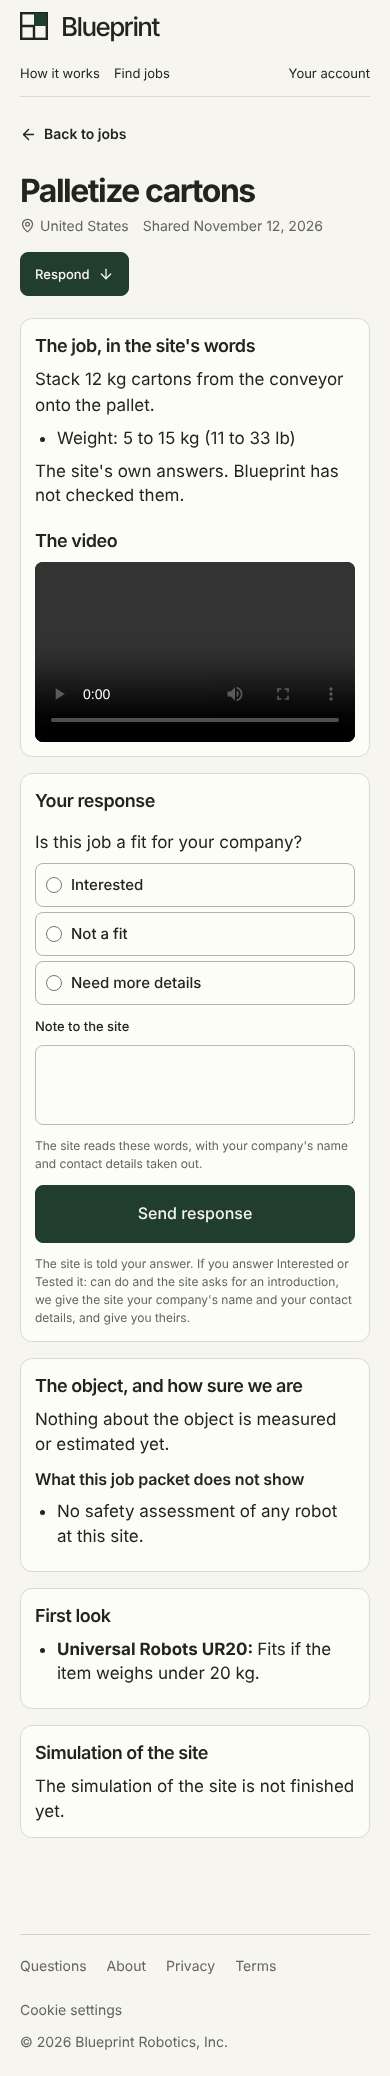 Blueprint
How it works Find jobs Your account
Back to jobs
Palletize cartons
United States Shared November 12, 2026
Respond
The job, in the site's words
Stack 12 kg cartons from the conveyor
onto the pallet.
• Weight: 5 to 15 kg (11 to 33 lb)
The site's own answers. Blueprint has
not checked them.
The video
0:00
Your response
Is this job a fit for your company?
Interested
Not a fit
Need more details
Note to the site
The site reads these words, with your company's name
and contact details taken out.
Send response
The site is told your answer. If you answer Interested or
Tested it: can do and the site asks for an introduction,
we give the site your company's name and your contact
details, and give you theirs.
The object, and how sure we are
Nothing about the object is measured
or estimated yet.
What this job packet does not show
• No safety assessment of any robot
at this site.
First look
• Universal Robots UR20: Fits if the
item weighs under 20 kg.
Simulation of the site
The simulation of the site is not finished
yet.
Questions About Privacy Terms
Cookie settings
© 2026 Blueprint Robotics, Inc.